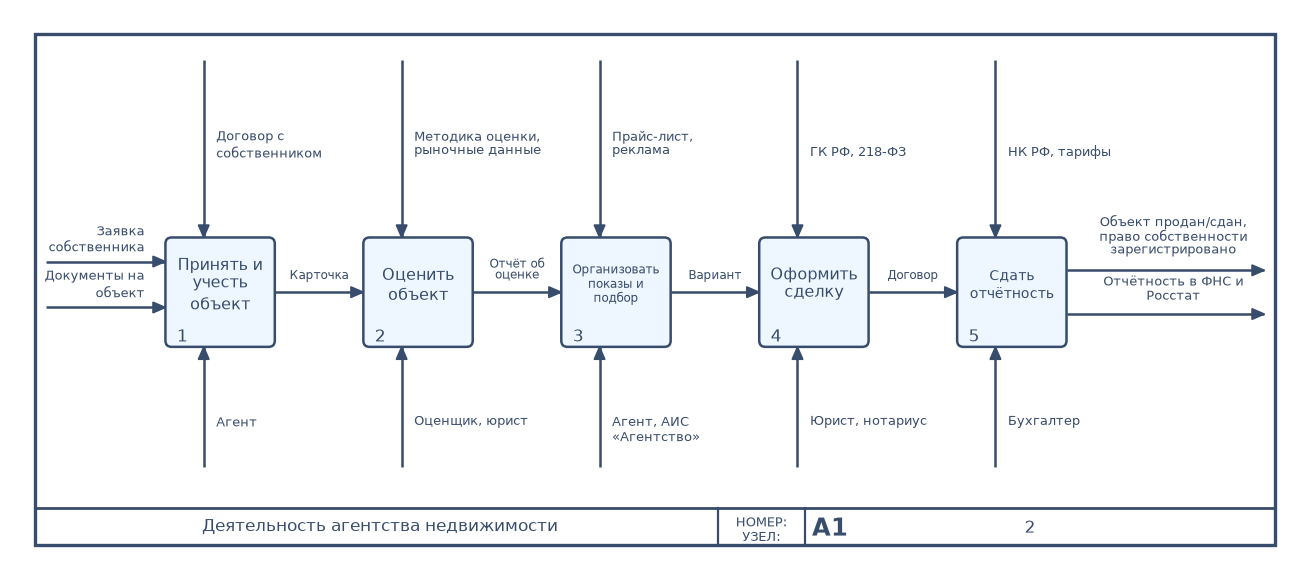 Договор с
собственником
Методика оценки,
рыночные данные
Прайс-лист,
реклама
ГК РФ, 218-ФЗ
НК РФ, тарифы
Заявка
собственника
Документы на
объект
Принять и
учесть
объект
1
Карточка
Оценить
объект
2
Отчёт об
оценке
Организовать
показы и
подбор
3
Вариант
Оформить
сделку
4
Договор
Сдать
отчётность
5
Объект продан/сдан,
право собственности
зарегистрировано
Отчётность в ФНС и
Росстат
Агент
Оценщик, юрист
Агент, АИС
«Агентство»
Юрист, нотариус
Бухгалтер
Деятельность агентства недвижимости
НОМЕР:
УЗЕЛ:
А1
2